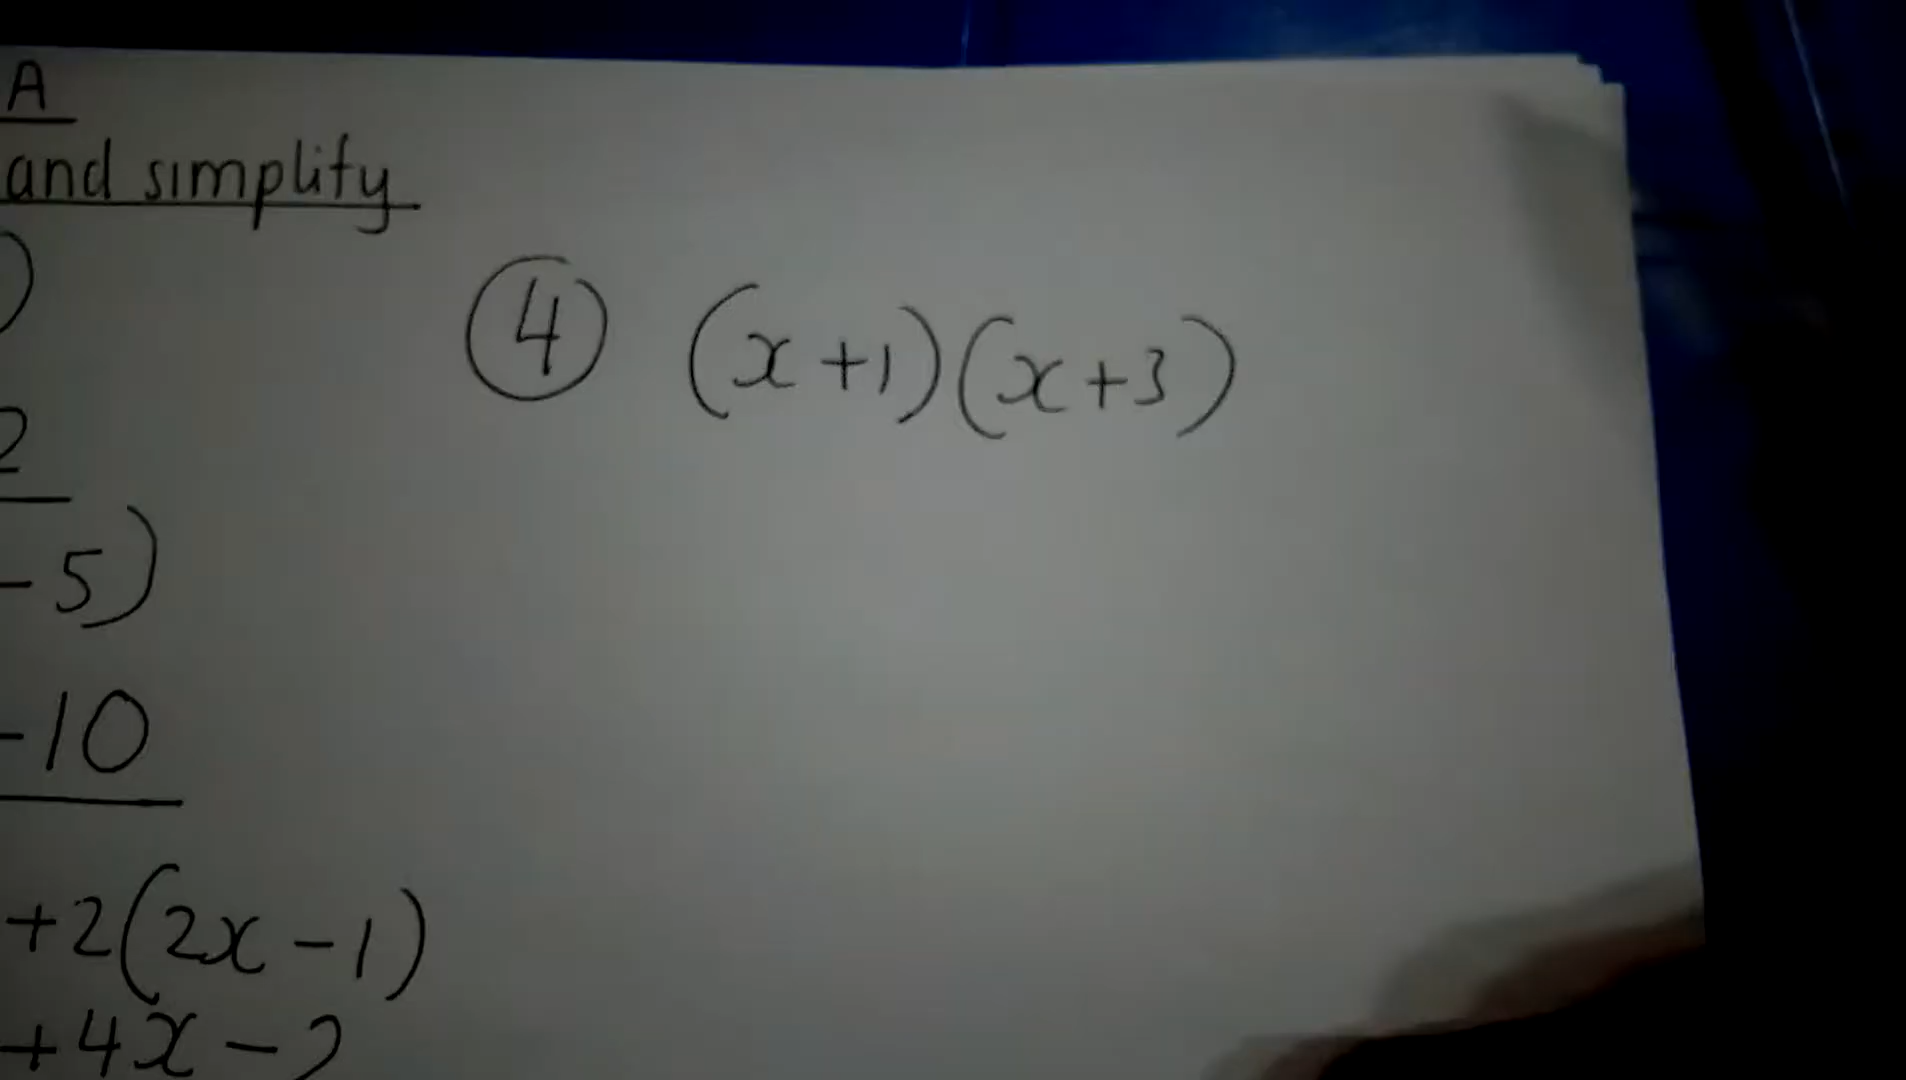 A
and simplify
)
④ (x+1)(x+3)
2
-5)
-10
+2(2x-1)
+4x-2